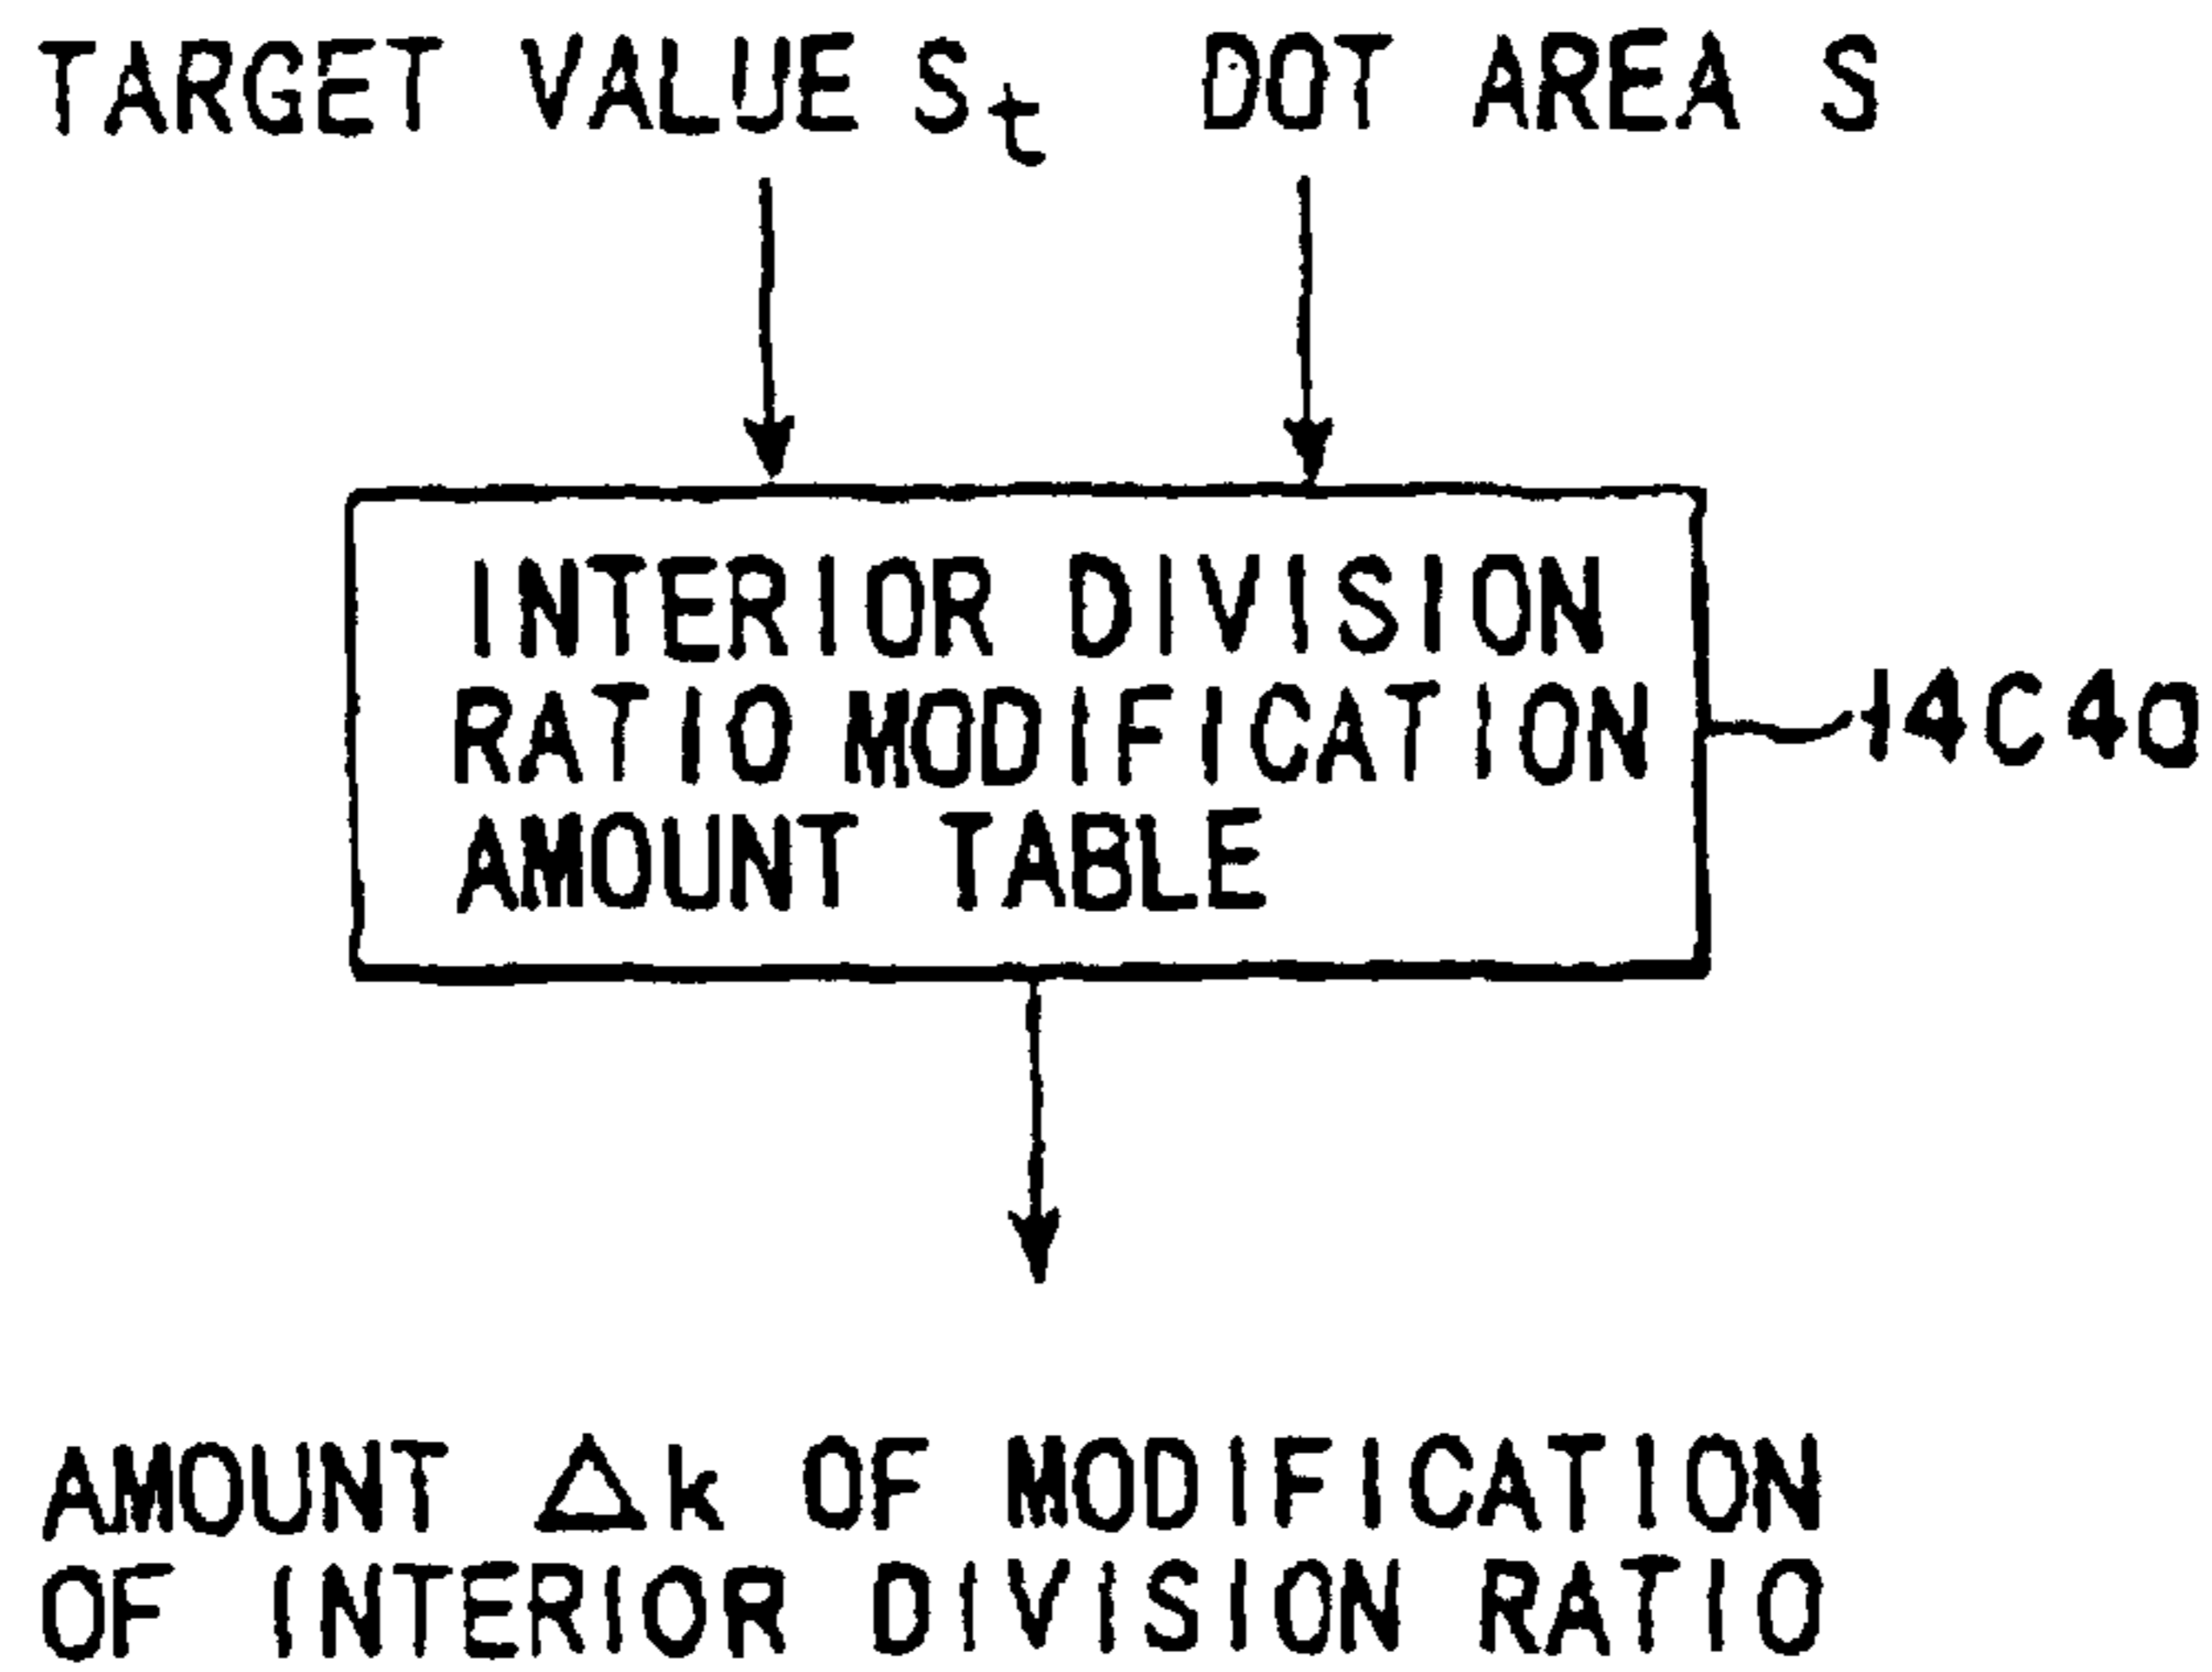 TARGET VALUE St DOT AREA S
INTERIOR DIVISION
RATIO MODIFICATION
AMOUNT TABLE
14C40
AMOUNT Δk OF MODIFICATION
OF INTERIOR DIVISION RATIO